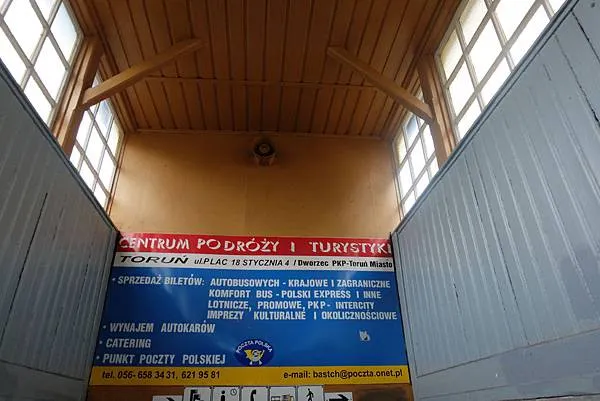 CENTRUM PODRÓŻY I TURYSTYKI
TORUŃ ul.PLAC 18 STYCZNIA 4 / Dworzec PKP-Toruń Miasto
• SPRZEDAŻ BILETÓW: AUTOBUSOWYCH - KRAJOWE I ZAGRANICZNE
KOMFORT BUS - POLSKI EXPRESS I INNE
LOTNICZE, PROMOWE, PKP - INTERCITY
IMPREZY KULTURALNE I OKOLICZNOŚCIOWE
• WYNAJEM AUTOKARÓW
• CATERING
• PUNKT POCZTY POLSKIEJ
POCZTA POLSKA
tel. 056- 658 34 31, 621 95 81 e-mail: bastch@poczta.onet.pl